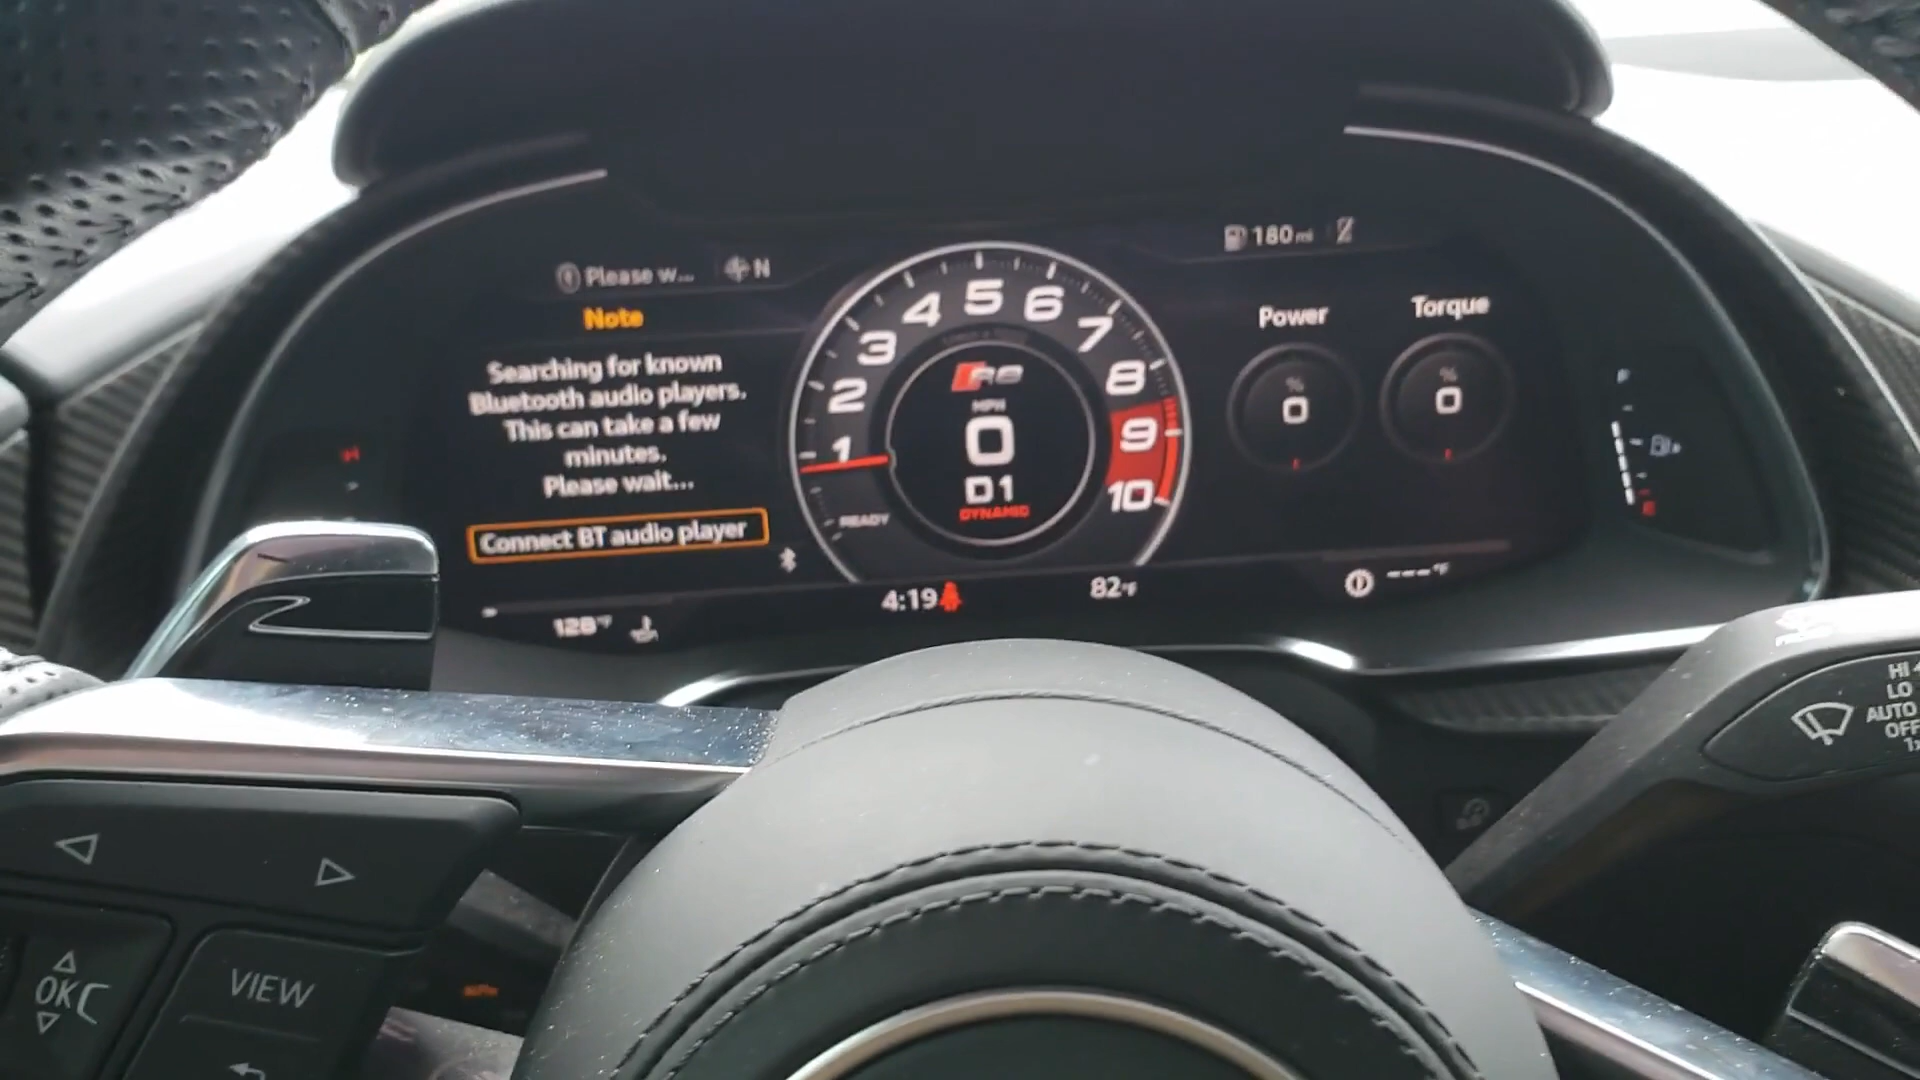 Please w...
N
180 mi
Note
Searching for known
Bluetooth audio players.
This can take a few
minutes.
Please wait...
Connect BT audio player
1
2
3
4
5
6
7
8
9
10
READY
R8
MPH
0
D1
DYNAMIC
Power
%
0
Torque
%
0
F
E
H
128°F
4:19
82°F
---°F
HI
LO
AUTO
OFF
1x
OK
VIEW